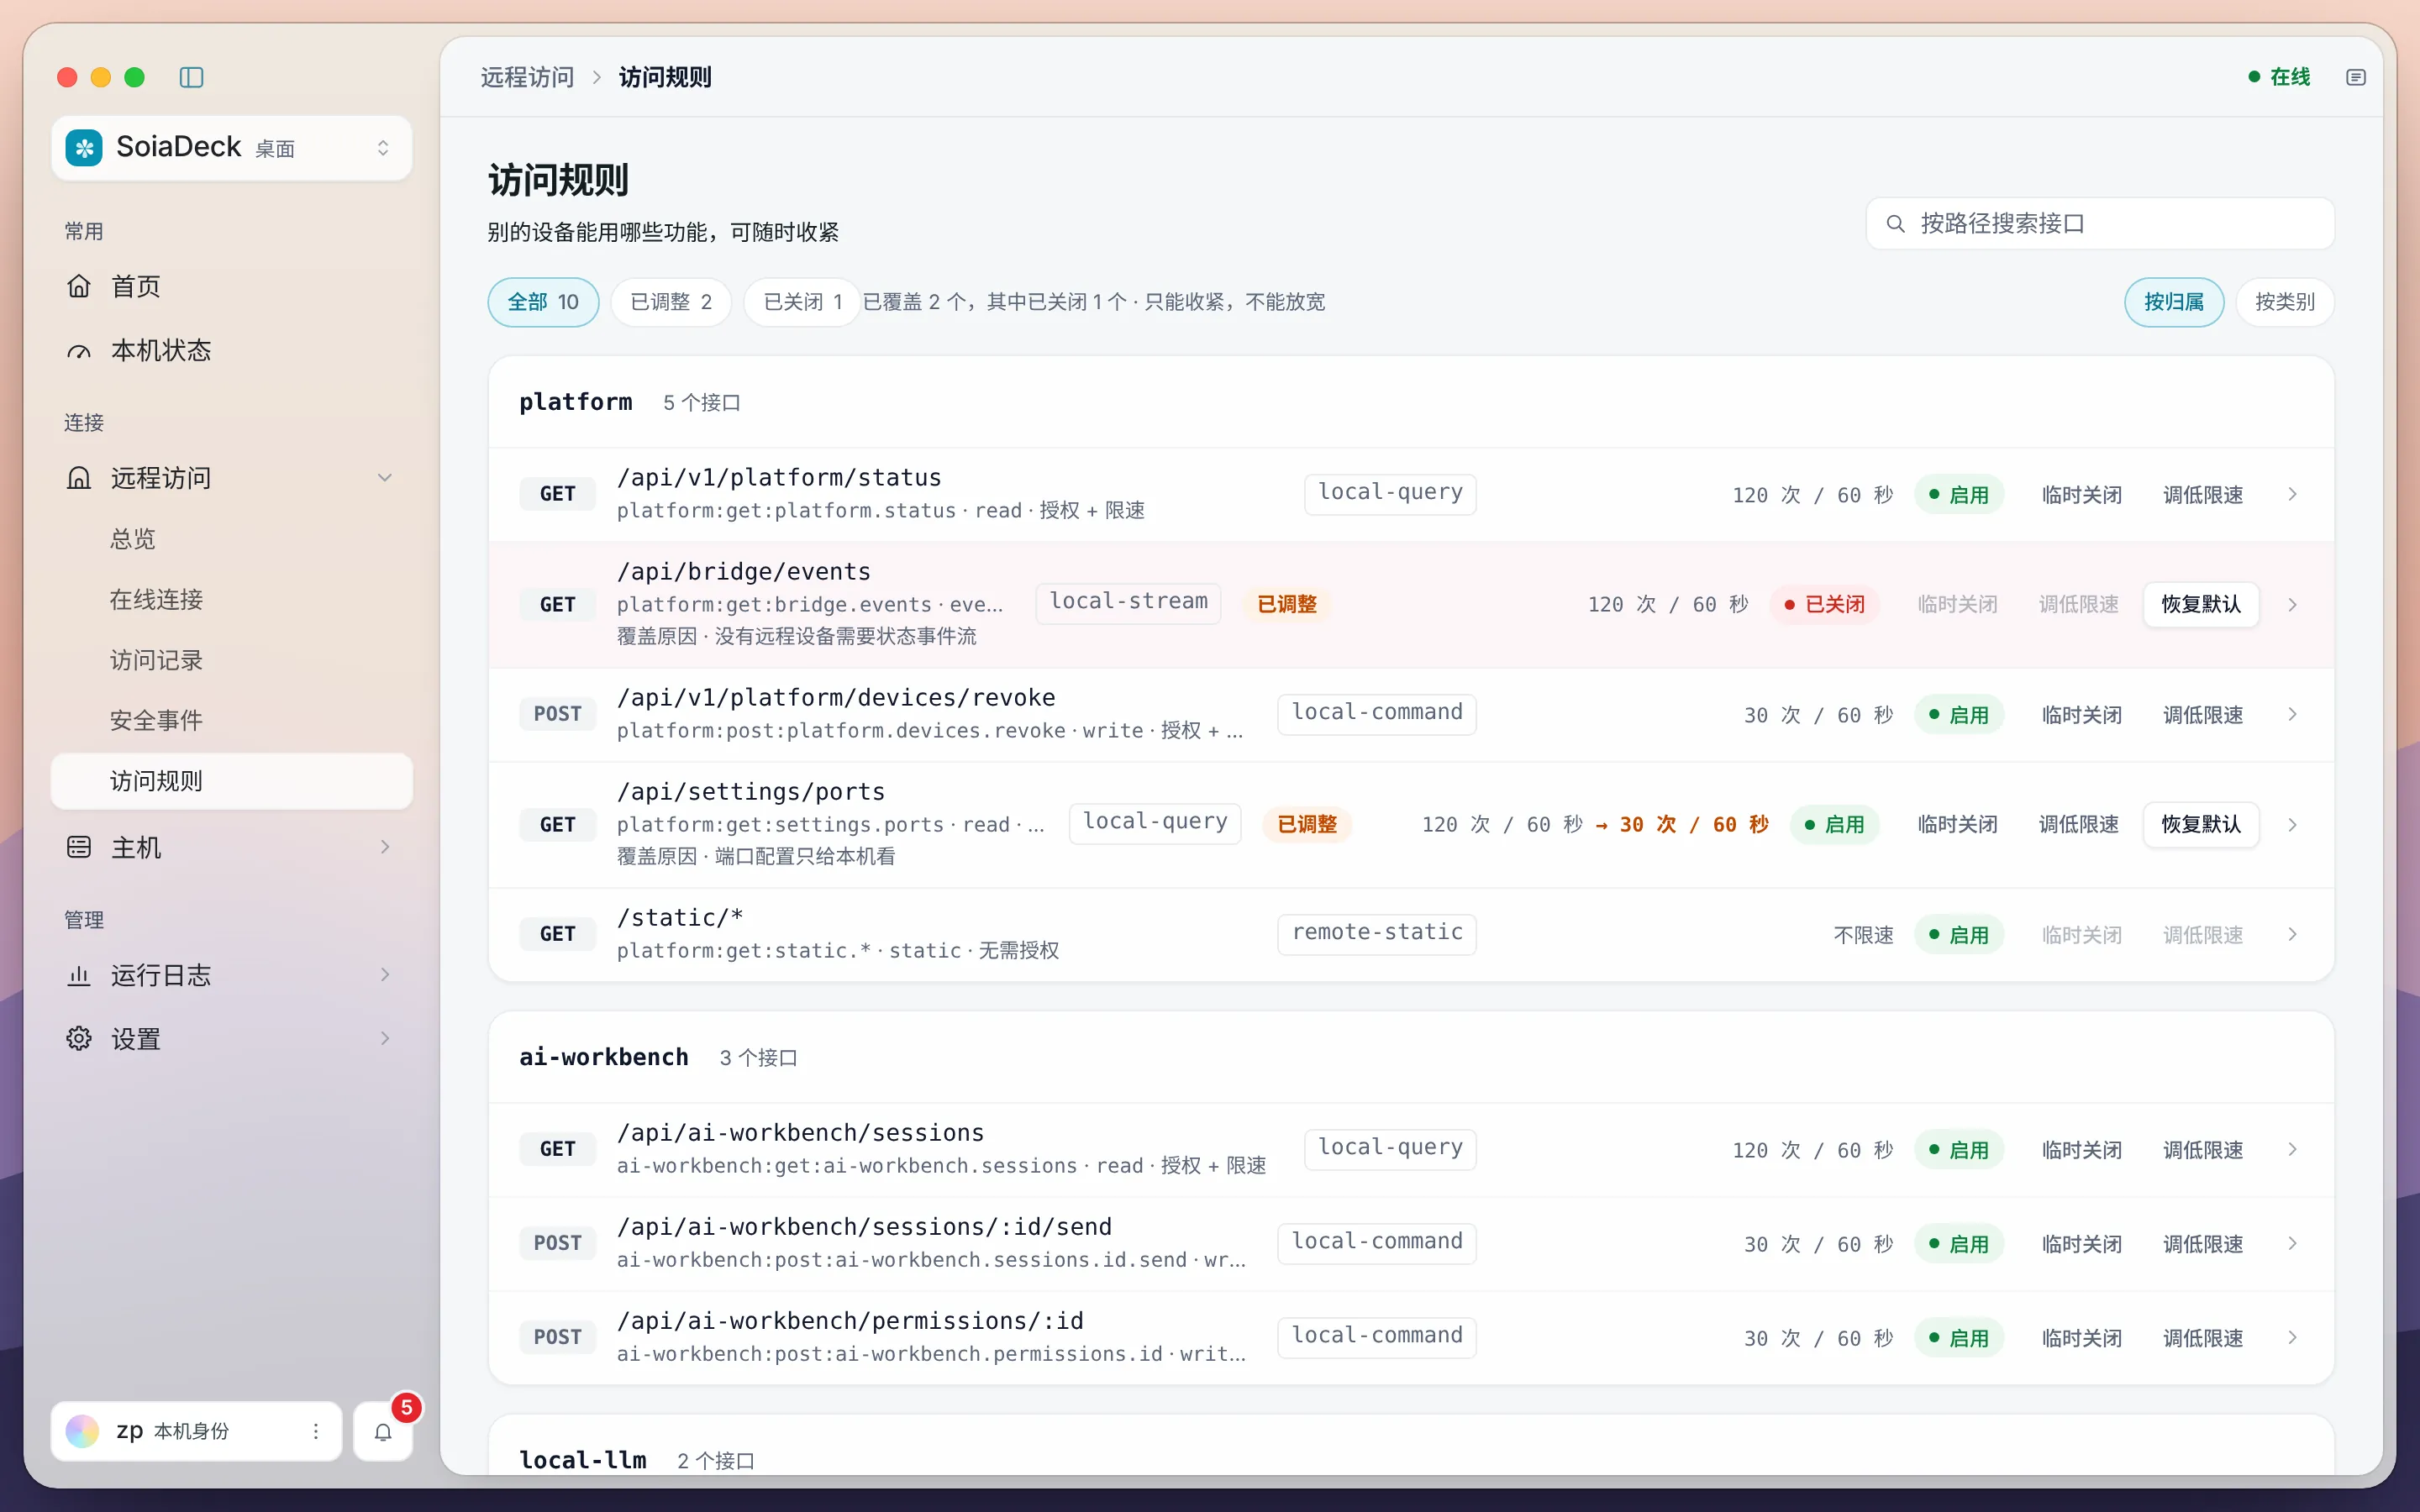 SoiaDeck 桌面
常用
首页
本机状态
连接
远程访问
总览
在线连接
访问记录
安全事件
访问规则
主机
管理
运行日志
设置
zp 本机身份
5
远程访问 > 访问规则
在线
访问规则
别的设备能用哪些功能，可随时收紧
按路径搜索接口
全部 10 已调整 2 已关闭 1 已覆盖 2 个，其中已关闭 1 个 · 只能收紧，不能放宽 按归属 按类别
platform 5 个接口
GET /api/v1/platform/status local-query 120 次 / 60 秒 启用 临时关闭 调低限速
platform:get:platform.status · read · 授权 + 限速
/api/bridge/events
GET platform:get:bridge.events · eve… local-stream 已调整 120 次 / 60 秒 已关闭 临时关闭 调低限速 恢复默认
覆盖原因 · 没有远程设备需要状态事件流
POST /api/v1/platform/devices/revoke local-command 30 次 / 60 秒 启用 临时关闭 调低限速
platform:post:platform.devices.revoke · write · 授权 + …
/api/settings/ports
GET platform:get:settings.ports · read · … local-query 已调整 120 次 / 60 秒 → 30 次 / 60 秒 启用 临时关闭 调低限速 恢复默认
覆盖原因 · 端口配置只给本机看
GET /static/* remote-static 不限速 启用 临时关闭 调低限速
platform:get:static.* · static · 无需授权
ai-workbench 3 个接口
GET /api/ai-workbench/sessions local-query 120 次 / 60 秒 启用 临时关闭 调低限速
ai-workbench:get:ai-workbench.sessions · read · 授权 + 限速
POST /api/ai-workbench/sessions/:id/send local-command 30 次 / 60 秒 启用 临时关闭 调低限速
ai-workbench:post:ai-workbench.sessions.id.send · wr…
POST /api/ai-workbench/permissions/:id local-command 30 次 / 60 秒 启用 临时关闭 调低限速
ai-workbench:post:ai-workbench.permissions.id · writ…
local-llm 2 个接口